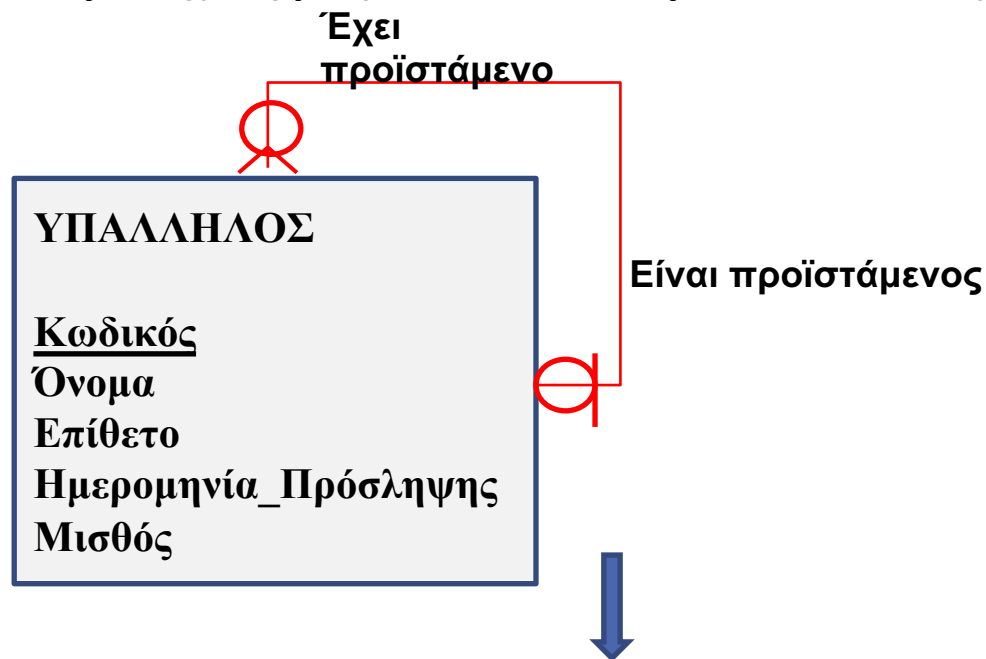 Έχει
προϊστάμενο
ΥΠΑΛΛΗΛΟΣ
Είναι προϊστάμενος
Κωδικός
Όνομα
Επίθετο
Ημερομηνία_Πρόσληψης
Μισθός